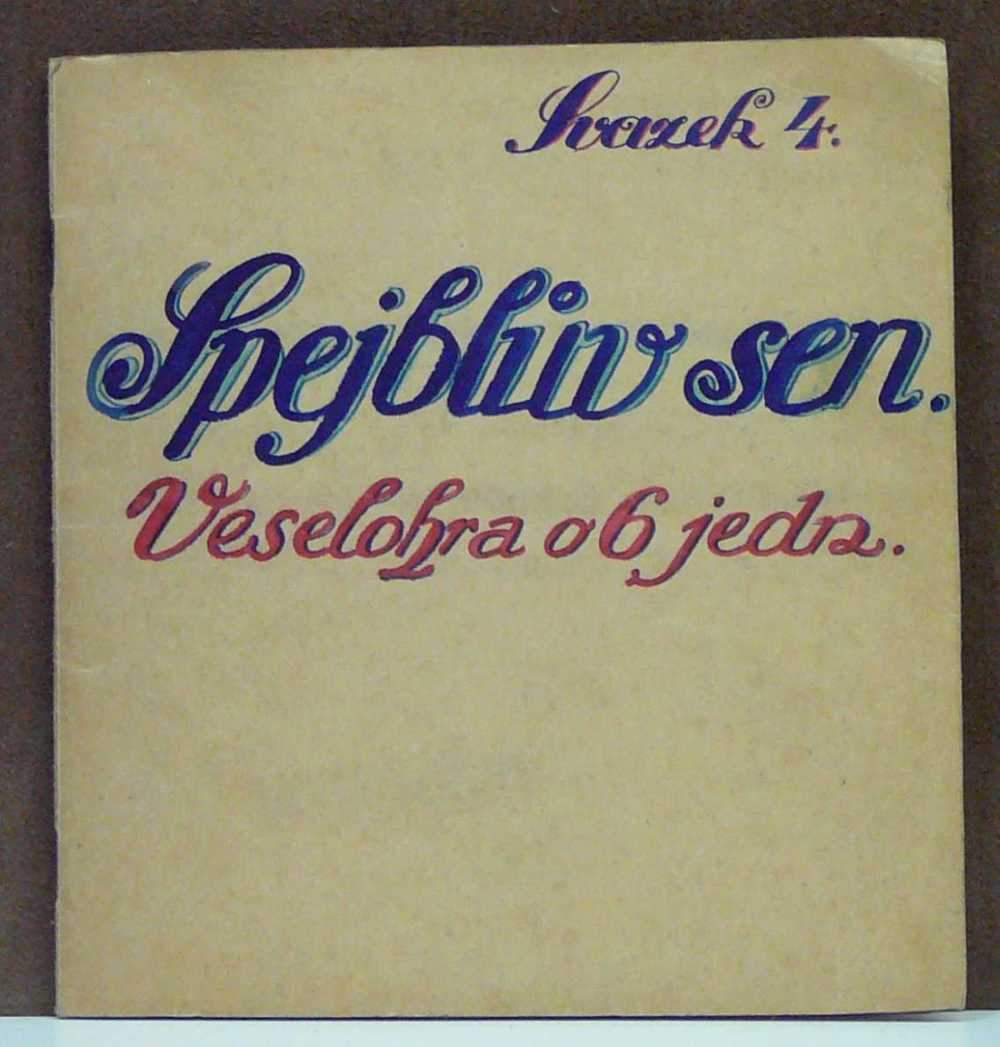 Svazek 4.
Spejblův sen.
Veselohra o 6 jedn.